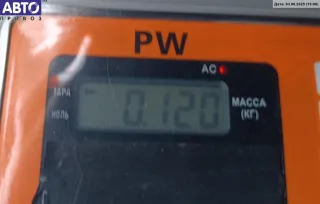 АВТО
ПРИВОЗ
PW
AC
ТАРА
НОЛЬ
0.120
МАССА
(КГ)